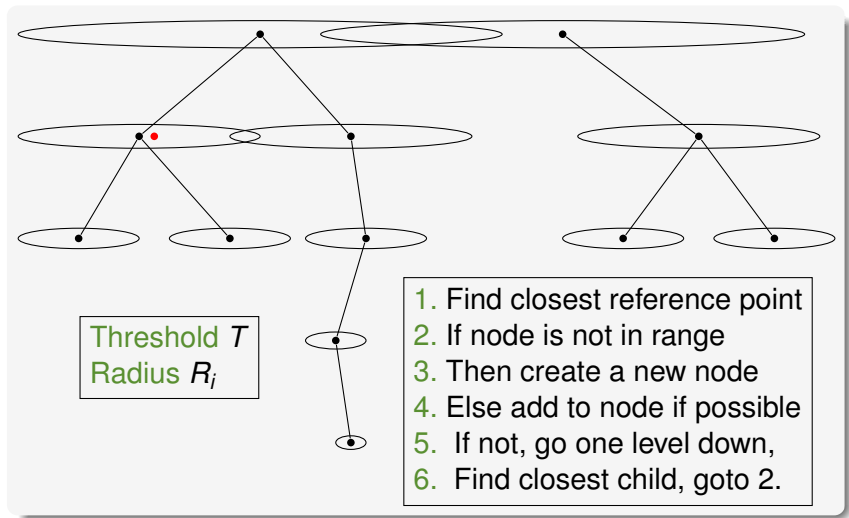 Threshold T
Radius Ri
1. Find closest reference point
2. If node is not in range
3. Then create a new node
4. Else add to node if possible
5. If not, go one level down,
6. Find closest child, goto 2.